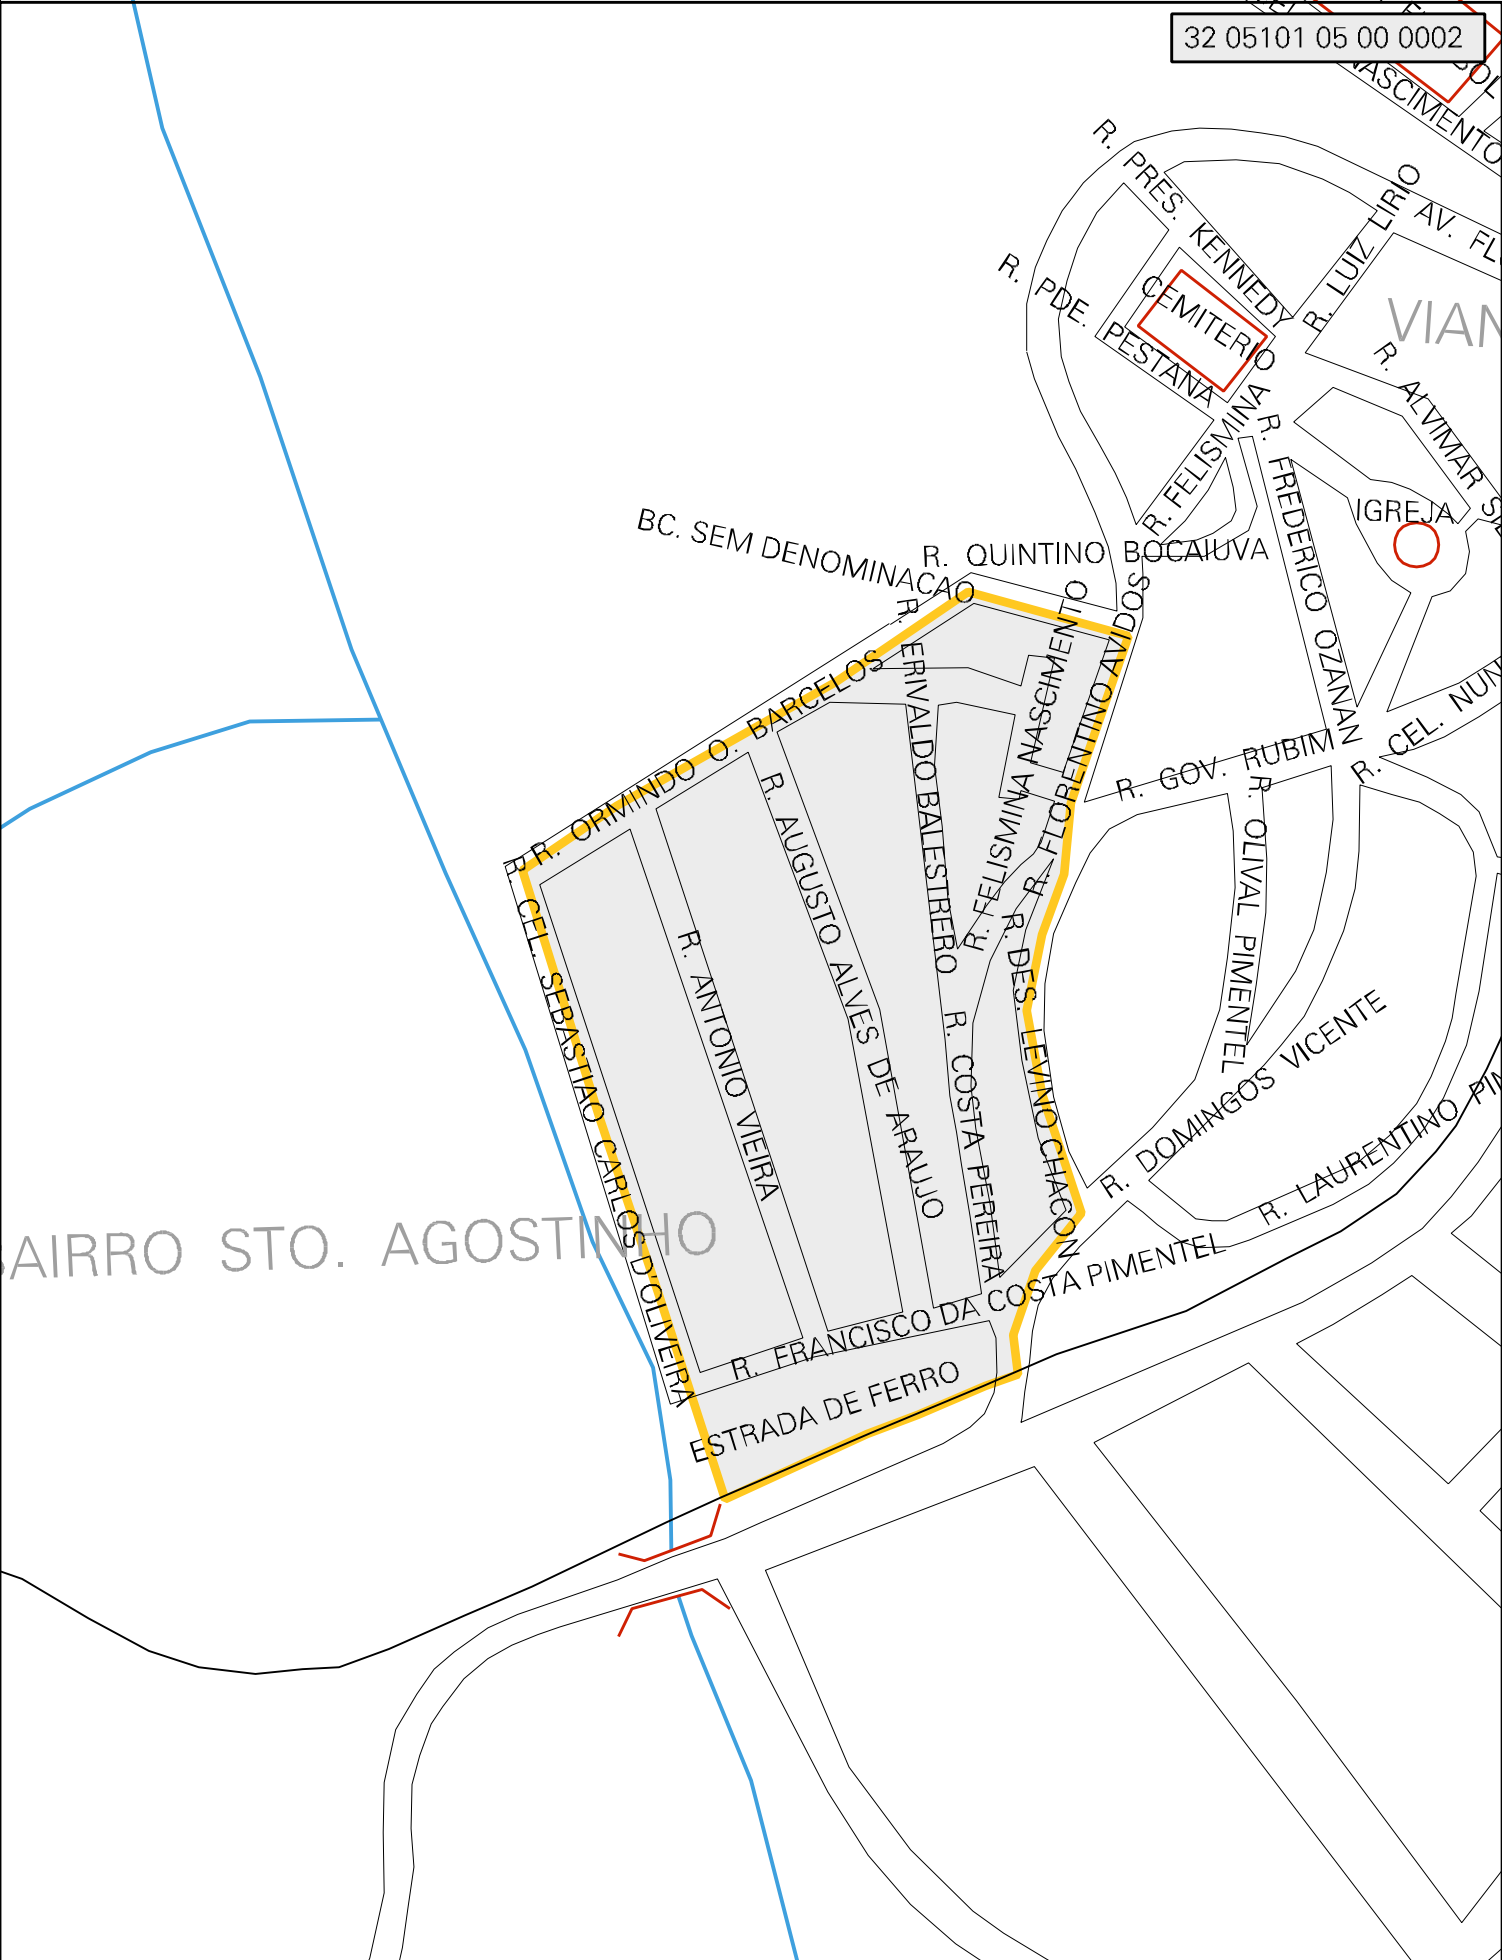 32 05101 05 00 0002
NASCIMENTO
R. PRES. KENNEDY
R. LUIZ LIRIO
AV. FL
R. PDE. PESTANA
CEMITERIO
VIAN
R. ALVIMAR
R. FELISMINA
R. FREDERICO OZANAN
IGREJA
BC. SEM DENOMINACAO
R. QUINTINO BOCAIUVA
R. ERIVALDO BALESTRERO
R. FELISMINA NASCIMENTO
R. FLORENTINO AVIDOS
R. ORMINDO O. BARCELOS
R. GOV. RUBIM
R. CEL. NUN
R. AUGUSTO ALVES DE ARAUJO
R. OLIVAL PIMENTEL
R. CEL. SEBASTIAO CARLOS D'OLIVEIRA
R. ANTONIO VIEIRA
R. DES. LEVINO CHACON
R. COSTA PEREIRA
R. DOMINGOS VICENTE
R. LAURENTINO PIM
BAIRRO STO. AGOSTINHO
R. FRANCISCO DA COSTA PIMENTEL
ESTRADA DE FERRO